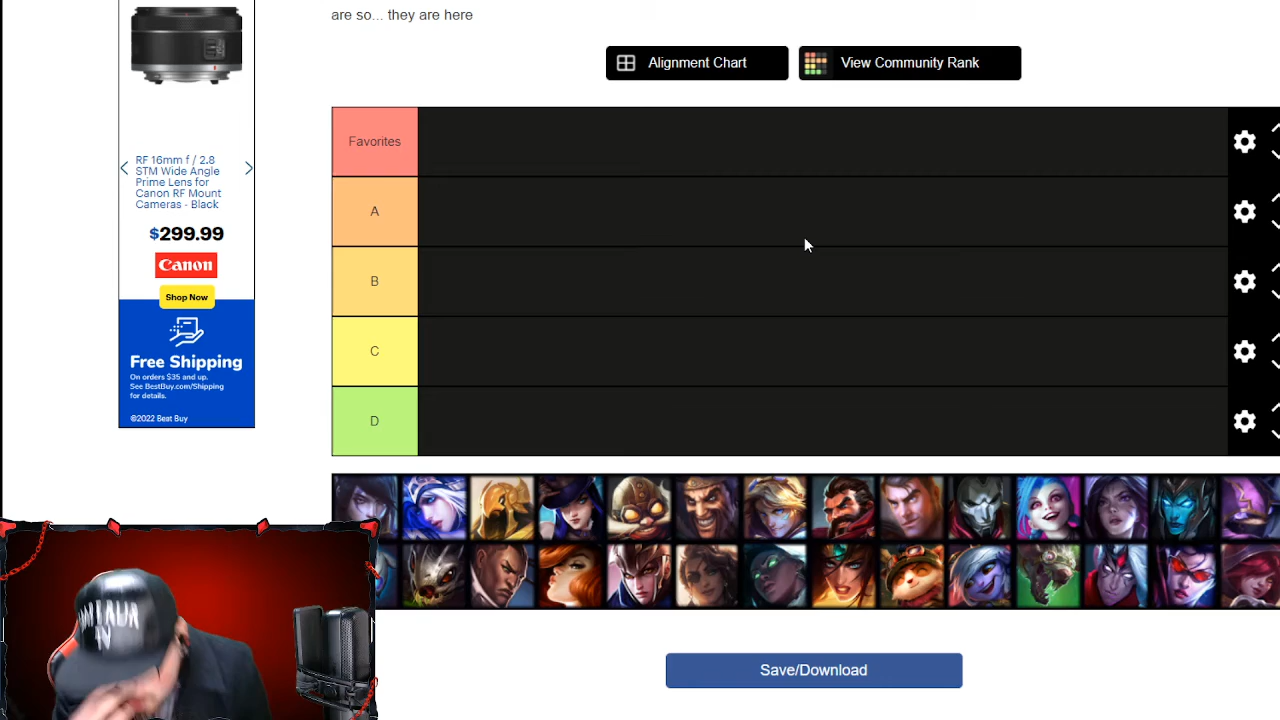 are so... they are here
Alignment Chart
View Community Rank
RF 16mm f / 2.8
STM Wide Angle
Prime Lens for
Canon RF Mount
Cameras - Black
$299.99
Canon
Shop Now
Free Shipping
On orders $35 and up.
See BestBuy.com/Shipping
for details.
©2022 Best Buy
Favorites
A
B
C
D
TV
Save/Download